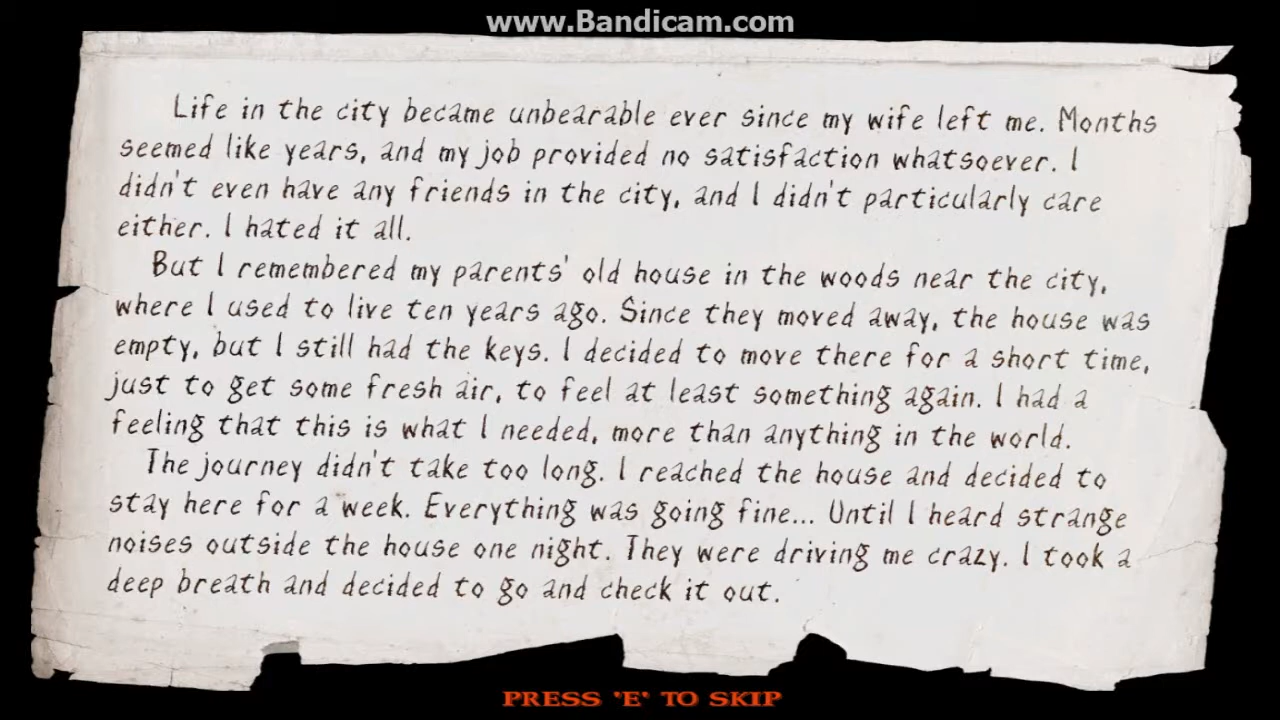 www.Bandicam.com
Life in the city became unbearable ever since my wife left me. Months
seemed like years, and my job provided no satisfaction whatsoever. I
didn't even have any friends in the city, and I didn't particularly care
either. I hated it all.
But I remembered my parents' old house in the woods near the city,
where I used to live ten years ago. Since they moved away, the house was
empty, but I still had the keys. I decided to move there for a short time,
just to get some fresh air, to feel at least something again. I had a
feeling that this is what I needed, more than anything in the world.
The journey didn't take too long. I reached the house and decided to
stay here for a week. Everything was going fine... Until I heard strange
noises outside the house one night. They were driving me crazy. I took a
deep breath and decided to go and check it out.
PRESS 'E' TO SKIP